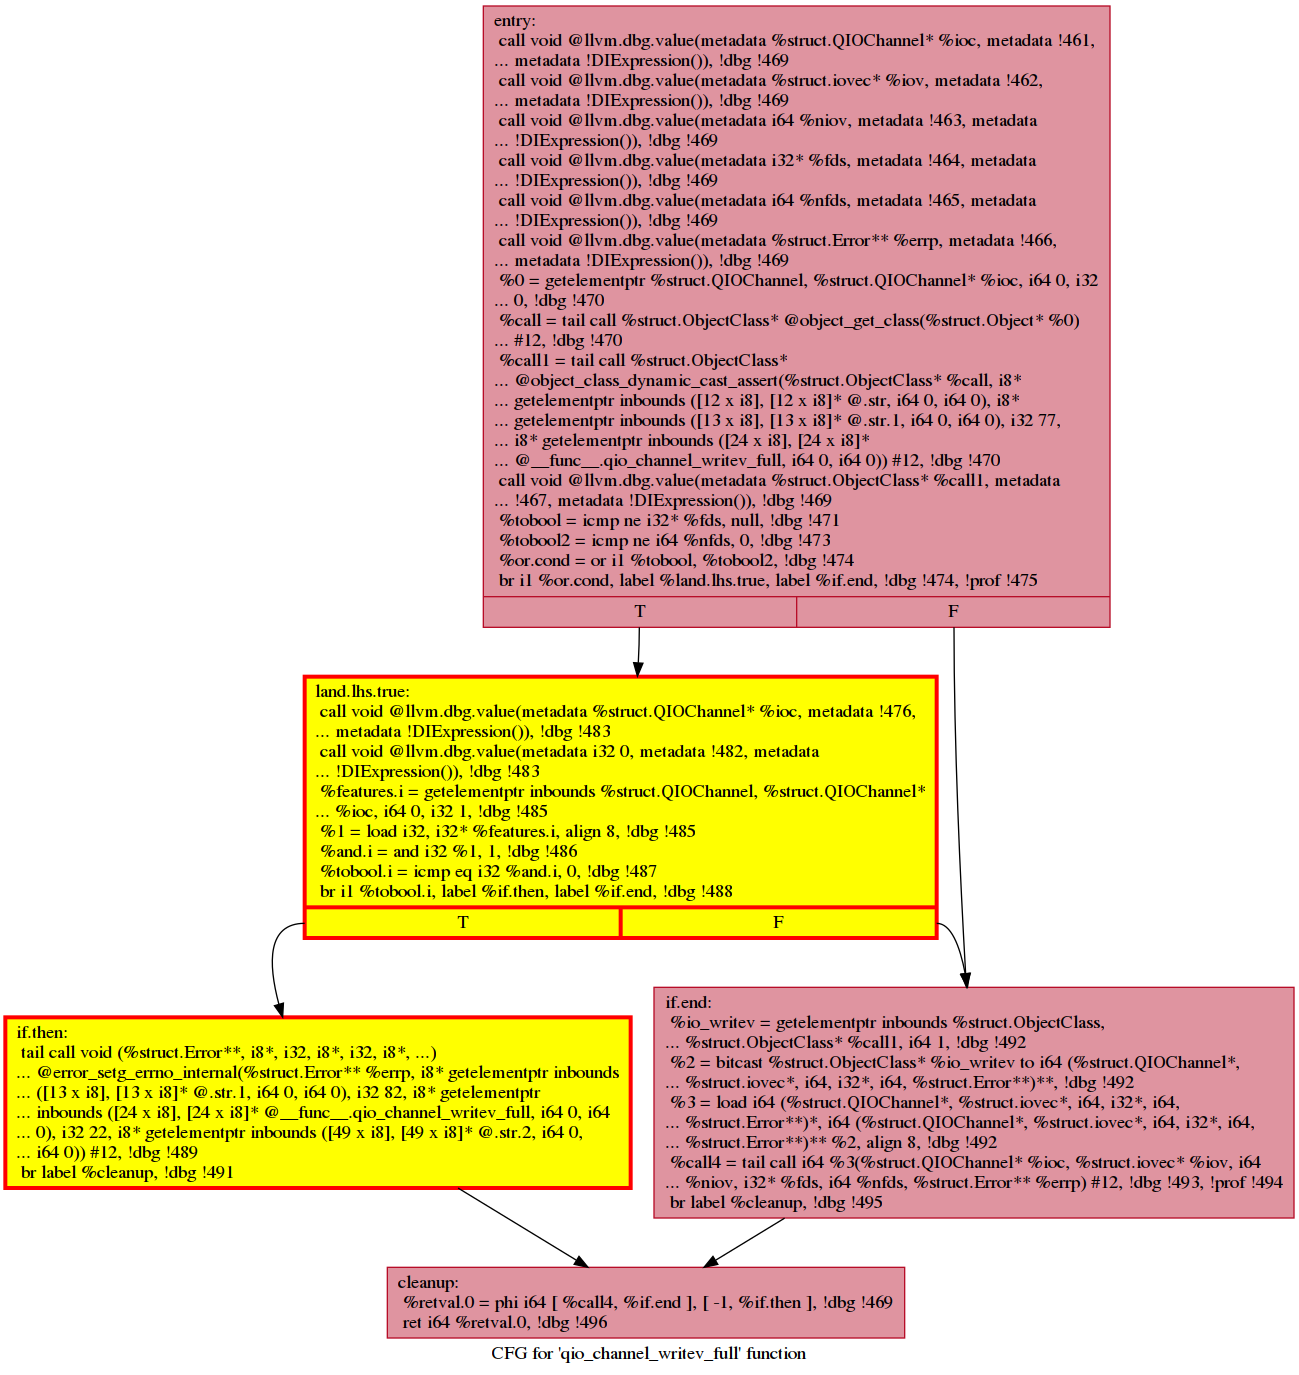 entry:
call void @llvm.dbg.value(metadata %struct.QIOChannel* %ioc, metadata !461,
... metadata !DIExpression()), !dbg !469
call void @llvm.dbg.value(metadata %struct.iovec* %iov, metadata !462,
... metadata !DIExpression()), !dbg !469
call void @llvm.dbg.value(metadata i64 %niov, metadata !463, metadata
... !DIExpression()), !dbg !469
call void @llvm.dbg.value(metadata i32* %fds, metadata !464, metadata
... !DIExpression()), !dbg !469
call void @llvm.dbg.value(metadata i64 %nfds, metadata !465, metadata
... !DIExpression()), !dbg !469
call void @llvm.dbg.value(metadata %struct.Error** %errp, metadata !466,
... metadata !DIExpression()), !dbg !469
%0 = getelementptr %struct.QIOChannel, %struct.QIOChannel* %ioc, i64 0, i32
... 0, !dbg !470
%call = tail call %struct.ObjectClass* @object_get_class(%struct.Object* %0)
... #12, !dbg !470
%call1 = tail call %struct.ObjectClass*
... @object_class_dynamic_cast_assert(%struct.ObjectClass* %call, i8*
... getelementptr inbounds ([12 x i8], [12 x i8]* @.str, i64 0, i64 0), i8*
... getelementptr inbounds ([13 x i8], [13 x i8]* @.str.1, i64 0, i64 0), i32 77,
... i8* getelementptr inbounds ([24 x i8], [24 x i8]*
... @__func__.qio_channel_writev_full, i64 0, i64 0)) #12, !dbg !470
call void @llvm.dbg.value(metadata %struct.ObjectClass* %call1, metadata
... !467, metadata !DIExpression()), !dbg !469
%tobool = icmp ne i32* %fds, null, !dbg !471
%tobool2 = icmp ne i64 %nfds, 0, !dbg !473
%or.cond = or i1 %tobool, %tobool2, !dbg !474
br i1 %or.cond, label %land.lhs.true, label %if.end, !dbg !474, !prof !475
T F
land.lhs.true:
call void @llvm.dbg.value(metadata %struct.QIOChannel* %ioc, metadata !476,
... metadata !DIExpression()), !dbg !483
call void @llvm.dbg.value(metadata i32 0, metadata !482, metadata
... !DIExpression()), !dbg !483
%features.i = getelementptr inbounds %struct.QIOChannel, %struct.QIOChannel*
... %ioc, i64 0, i32 1, !dbg !485
%1 = load i32, i32* %features.i, align 8, !dbg !485
%and.i = and i32 %1, 1, !dbg !486
%tobool.i = icmp eq i32 %and.i, 0, !dbg !487
br i1 %tobool.i, label %if.then, label %if.end, !dbg !488
T F
if.then:
tail call void (%struct.Error**, i8*, i32, i8*, i32, i8*, ...)
... @error_setg_errno_internal(%struct.Error** %errp, i8* getelementptr inbounds
... ([13 x i8], [13 x i8]* @.str.1, i64 0, i64 0), i32 82, i8* getelementptr
... inbounds ([24 x i8], [24 x i8]* @__func__.qio_channel_writev_full, i64 0, i64
... 0), i32 22, i8* getelementptr inbounds ([49 x i8], [49 x i8]* @.str.2, i64 0,
... i64 0)) #12, !dbg !489
br label %cleanup, !dbg !491
if.end:
%io_writev = getelementptr inbounds %struct.ObjectClass,
... %struct.ObjectClass* %call1, i64 1, !dbg !492
%2 = bitcast %struct.ObjectClass* %io_writev to i64 (%struct.QIOChannel*,
... %struct.iovec*, i64, i32*, i64, %struct.Error**)**, !dbg !492
%3 = load i64 (%struct.QIOChannel*, %struct.iovec*, i64, i32*, i64,
... %struct.Error**)*, i64 (%struct.QIOChannel*, %struct.iovec*, i64, i32*, i64,
... %struct.Error**)** %2, align 8, !dbg !492
%call4 = tail call i64 %3(%struct.QIOChannel* %ioc, %struct.iovec* %iov, i64
... %niov, i32* %fds, i64 %nfds, %struct.Error** %errp) #12, !dbg !493, !prof !494
br label %cleanup, !dbg !495
cleanup:
%retval.0 = phi i64 [ %call4, %if.end ], [ -1, %if.then ], !dbg !469
ret i64 %retval.0, !dbg !496
CFG for 'qio_channel_writev_full' function